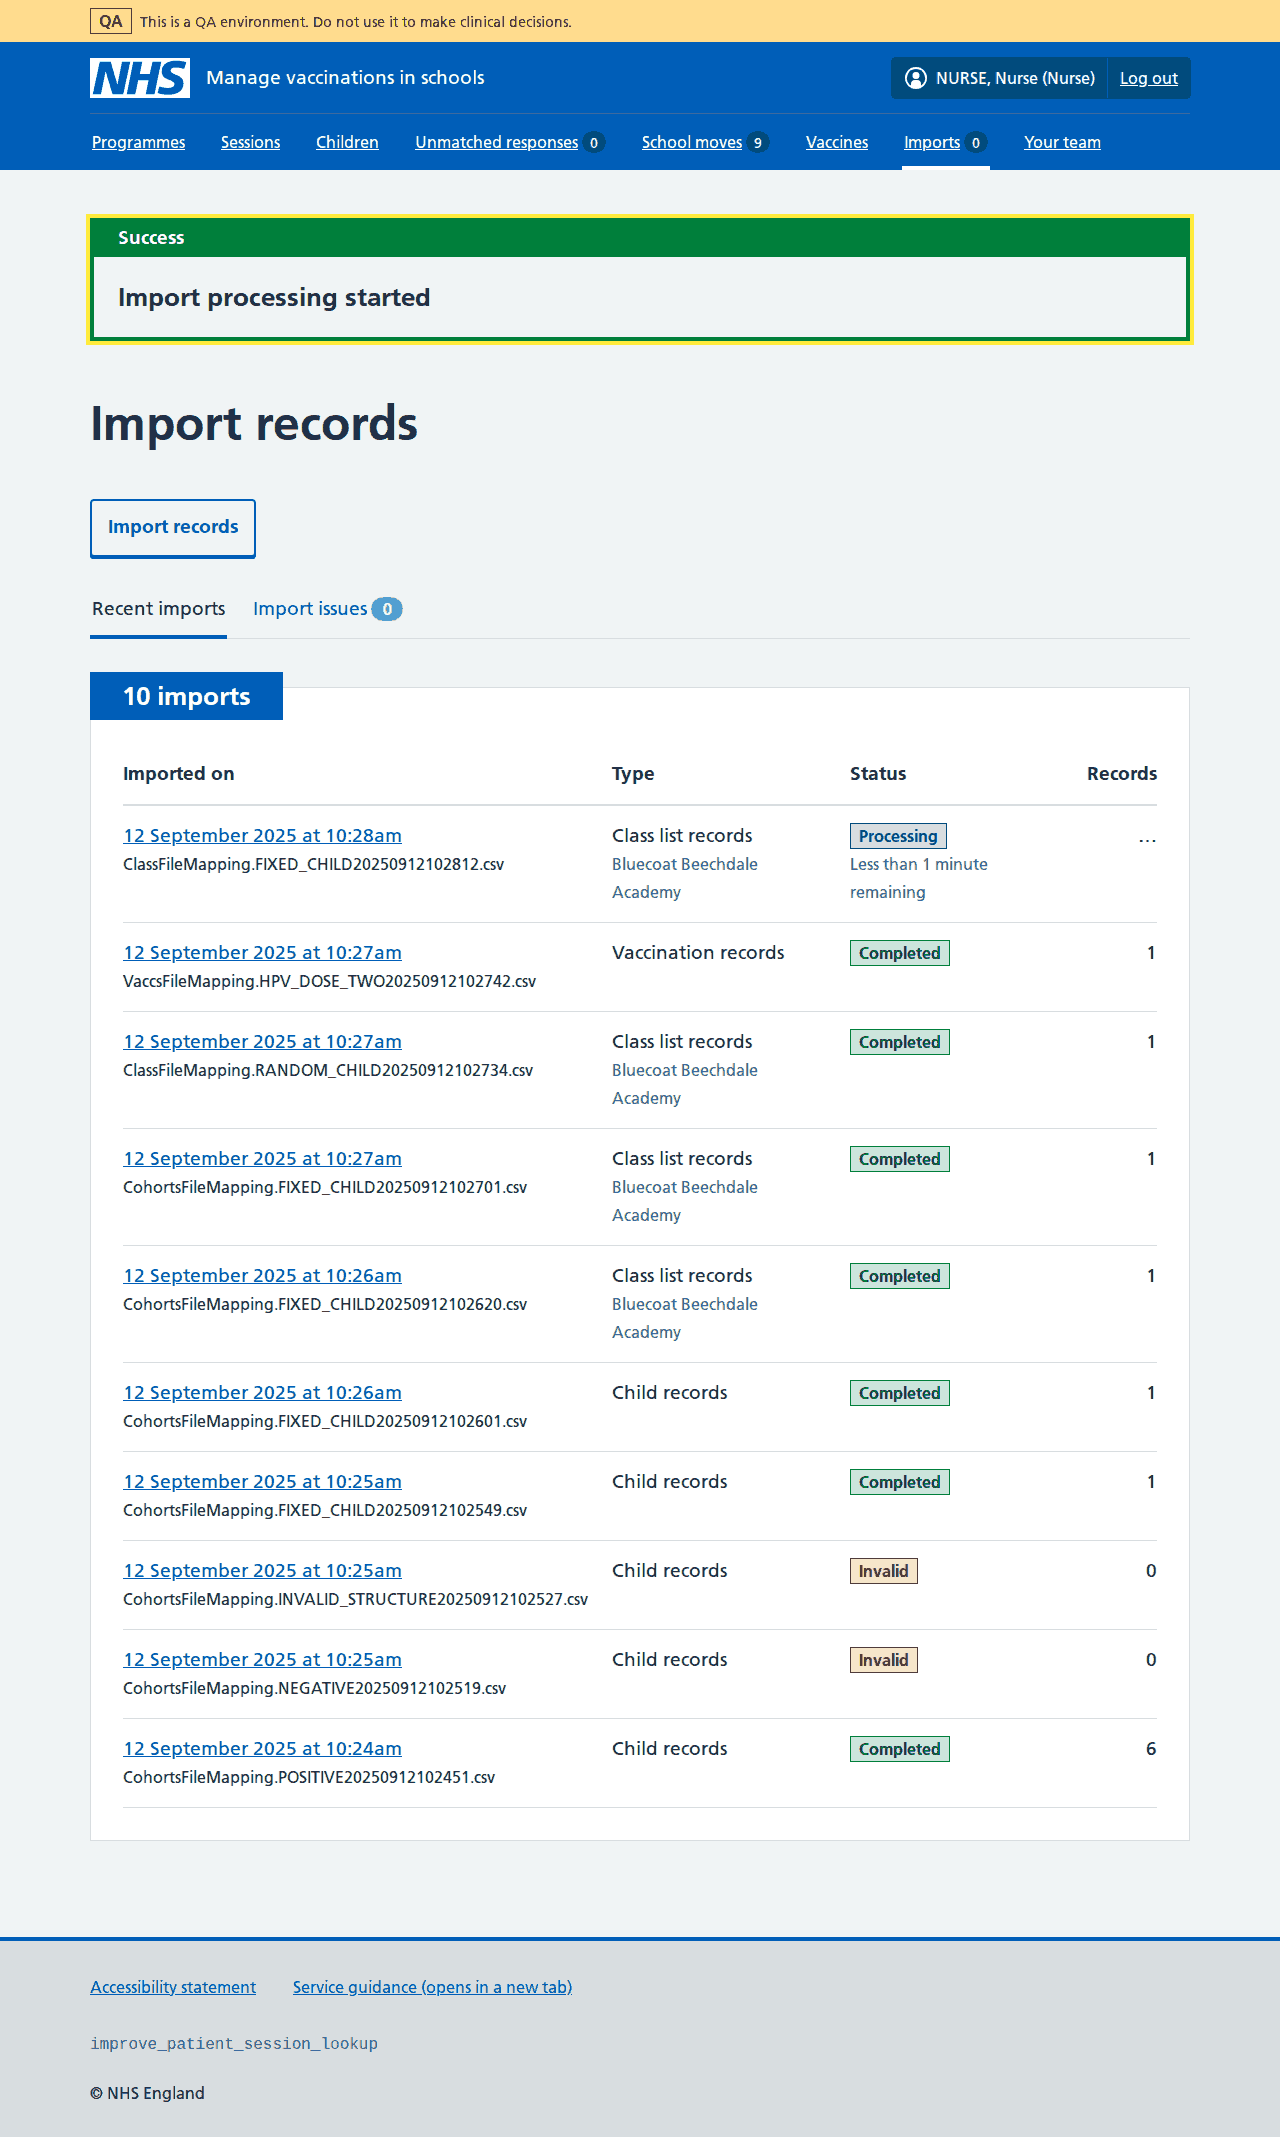 QA This is a QA environment. Do not use it to make clinical decisions.
NHS Manage vaccinations in schools NURSE, Nurse (Nurse) Log out
Programmes Sessions Children Unmatched responses 0 School moves 9 Vaccines Imports 0 Your team
Success
Import processing started
Import records
Import records
Recent imports Import issues 0
10 imports
Imported on Type Status Records
12 September 2025 at 10:28am Class list records Processing ...
ClassFileMapping.FIXED_CHILD20250912102812.csv Bluecoat Beechdale Less than 1 minute
Academy remaining
12 September 2025 at 10:27am Vaccination records Completed 1
VaccsFileMapping.HPV_DOSE_TWO20250912102742.csv
12 September 2025 at 10:27am Class list records Completed 1
ClassFileMapping.RANDOM_CHILD20250912102734.csv Bluecoat Beechdale
Academy
12 September 2025 at 10:27am Class list records Completed 1
CohortsFileMapping.FIXED_CHILD20250912102701.csv Bluecoat Beechdale
Academy
12 September 2025 at 10:26am Class list records Completed 1
CohortsFileMapping.FIXED_CHILD20250912102620.csv Bluecoat Beechdale
Academy
12 September 2025 at 10:26am Child records Completed 1
CohortsFileMapping.FIXED_CHILD20250912102601.csv
12 September 2025 at 10:25am Child records Completed 1
CohortsFileMapping.FIXED_CHILD20250912102549.csv
12 September 2025 at 10:25am Child records Invalid 0
CohortsFileMapping.INVALID_STRUCTURE20250912102527.csv
12 September 2025 at 10:25am Child records Invalid 0
CohortsFileMapping.NEGATIVE20250912102519.csv
12 September 2025 at 10:24am Child records Completed 6
CohortsFileMapping.POSITIVE20250912102451.csv
Accessibility statement Service guidance (opens in a new tab)
improve_patient_session_lookup
© NHS England